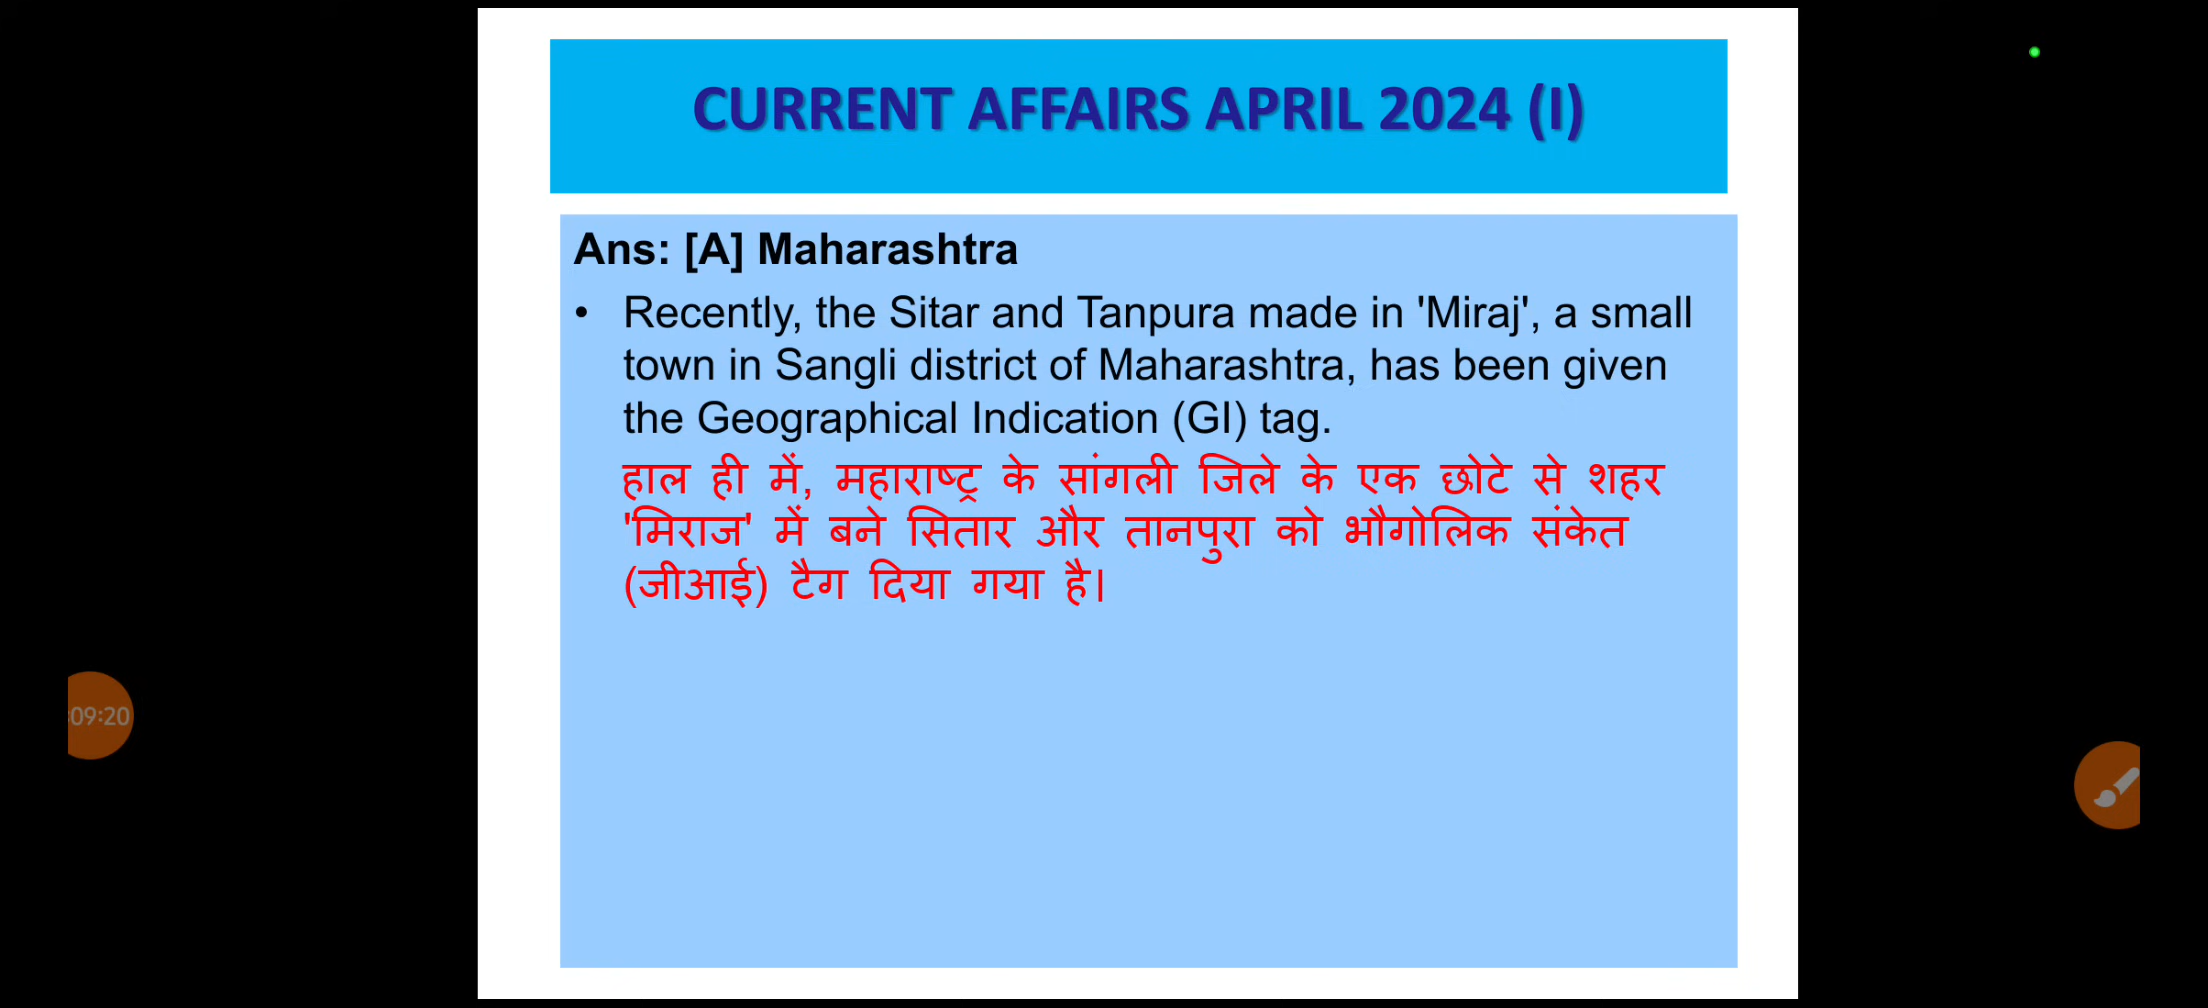 CURRENT AFFAIRS APRIL 2024 (I)
Ans: [A] Maharashtra
• Recently, the Sitar and Tanpura made in 'Miraj', a small
town in Sangli district of Maharashtra, has been given
the Geographical Indication (GI) tag.
हाल ही में, महाराष्ट्र के सांगली जिले के एक छोटे से शहर
'मिराज' में बने सितार और तानपुरा को भौगोलिक संकेत
(जीआई) टैग दिया गया है।
:09:20